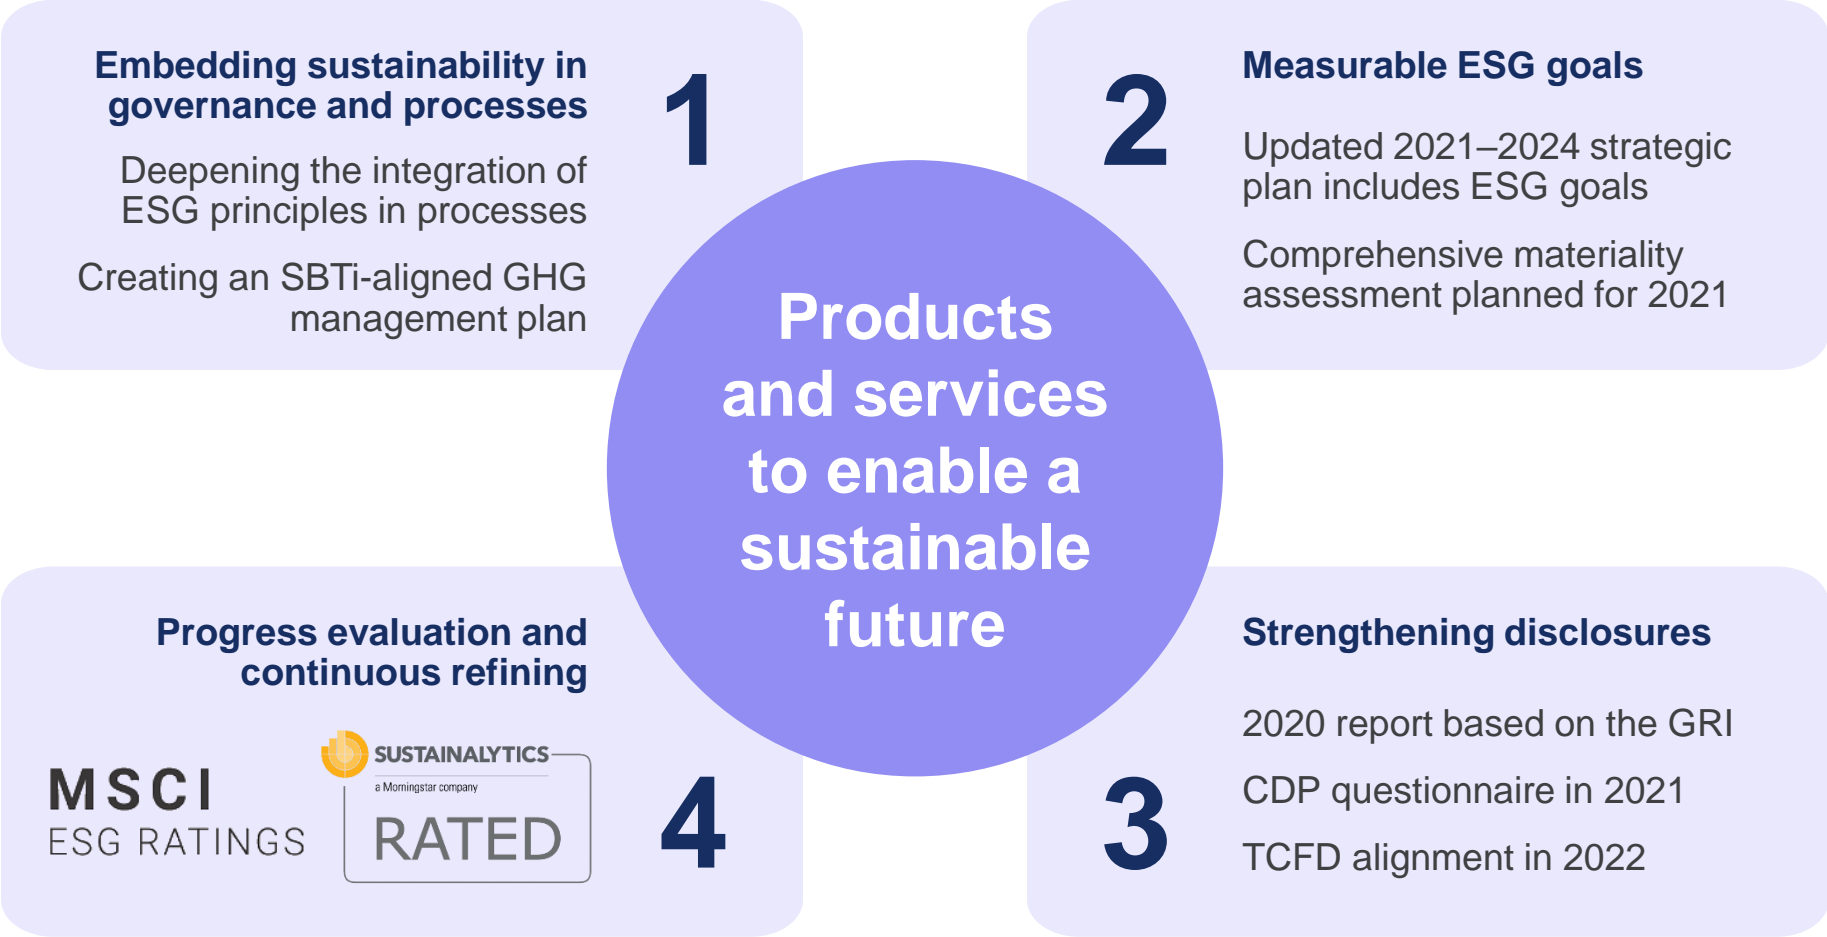 Embedding sustainability in
governance and processes
Deepening the integration of
ESG principles in processes
Creating an SBTi-aligned GHG
management plan
1
2
Measurable ESG goals
Updated 2021–2024 strategic
plan includes ESG goals
Comprehensive materiality
assessment planned for 2021
Products
and services
to enable a
sustainable
future
3
Strengthening disclosures
2020 report based on the GRI
CDP questionnaire in 2021
TCFD alignment in 2022
Progress evaluation and
continuous refining
MSCI
ESG RATINGS
SUSTAINALYTICS
a Morningstar company
RATED
4